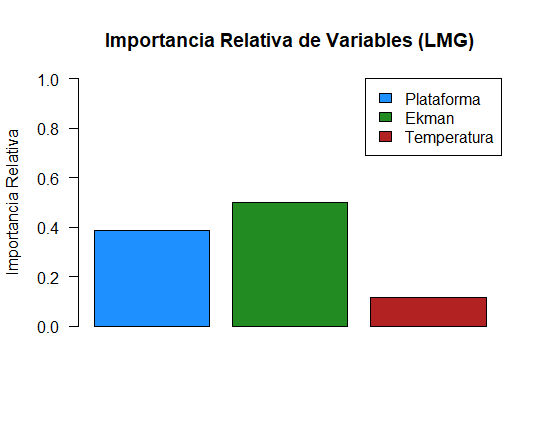 Importancia Relativa de Variables (LMG)
Importancia Relativa
1.0
0.8
0.6
0.4
0.2
0.0
Plataforma
Ekman
Temperatura